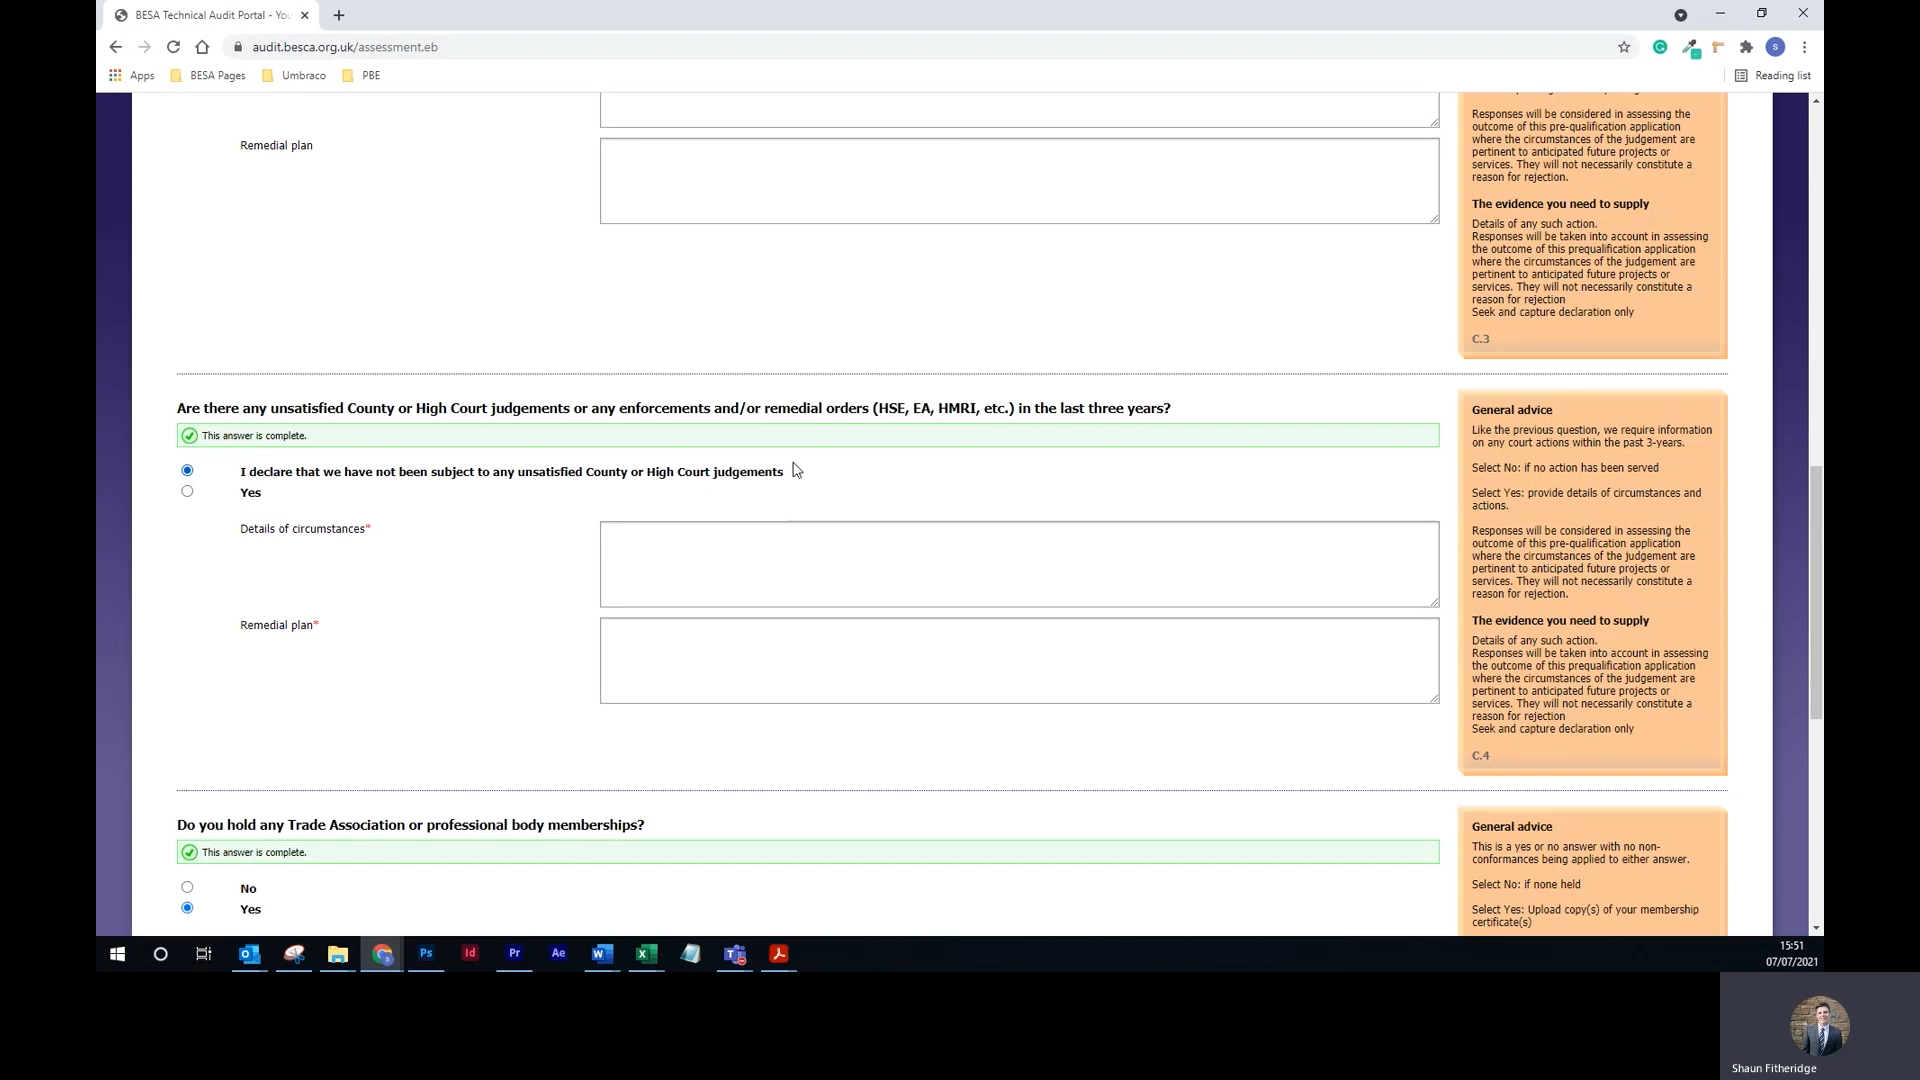 BESA Technical Audit Portal - You
audit.besca.org.uk/assessment.eb
S
Apps
BESA Pages
Umbraco
PBE
Reading list
Remedial plan
Responses will be considered in assessing the
outcome of this pre-qualification application
where the circumstances of the judgement are
pertinent to anticipated future projects or
services. They will not necessarily constitute a
reason for rejection.
The evidence you need to supply
Details of any such action.
Responses will be taken into account in assessing
the outcome of this prequalification application
where the circumstances of the judgement are
pertinent to anticipated future projects or
services. They will not necessarily constitute a
reason for rejection
Seek and capture declaration only
C.3
Are there any unsatisfied County or High Court judgements or any enforcements and/or remedial orders (HSE, EA, HMRI, etc.) in the last three years?
This answer is complete.
I declare that we have not been subject to any unsatisfied County or High Court judgements
Yes
Details of circumstances*
Remedial plan*
General advice
Like the previous question, we require information
on any court actions within the past 3-years.
Select No: if no action has been served
Select Yes: provide details of circumstances and
actions.
Responses will be considered in assessing the
outcome of this pre-qualification application
where the circumstances of the judgement are
pertinent to anticipated future projects or
services. They will not necessarily constitute a
reason for rejection.
The evidence you need to supply
Details of any such action.
Responses will be taken into account in assessing
the outcome of this prequalification application
where the circumstances of the judgement are
pertinent to anticipated future projects or
services. They will not necessarily constitute a
reason for rejection
Seek and capture declaration only
C.4
Do you hold any Trade Association or professional body memberships?
This answer is complete.
No
Yes
General advice
This is a yes or no answer with no non-
conformances being applied to either answer.
Select No: if none held
Select Yes: Upload copy(s) of your membership
certificate(s)
Ps
Id
Pr
Ae
15:51
07/07/2021
Shaun Fitheridge